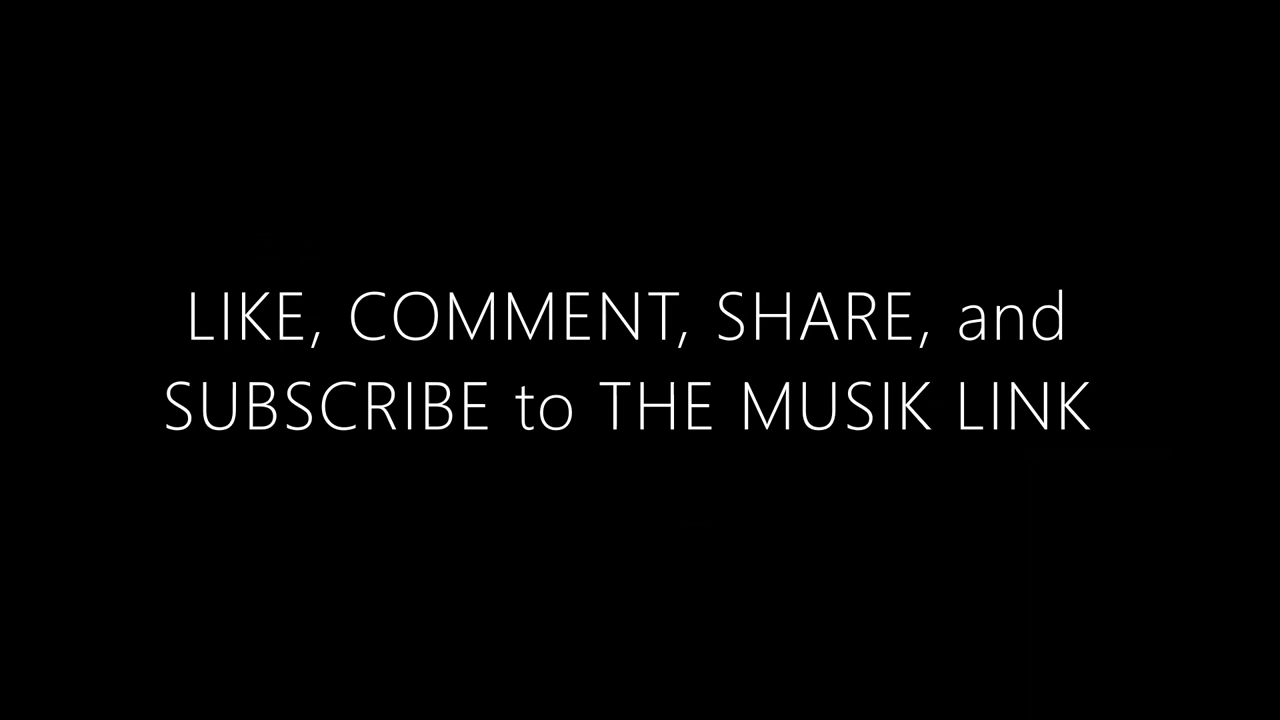 LIKE, COMMENT, SHARE, and
SUBSCRIBE to THE MUSIK LINK